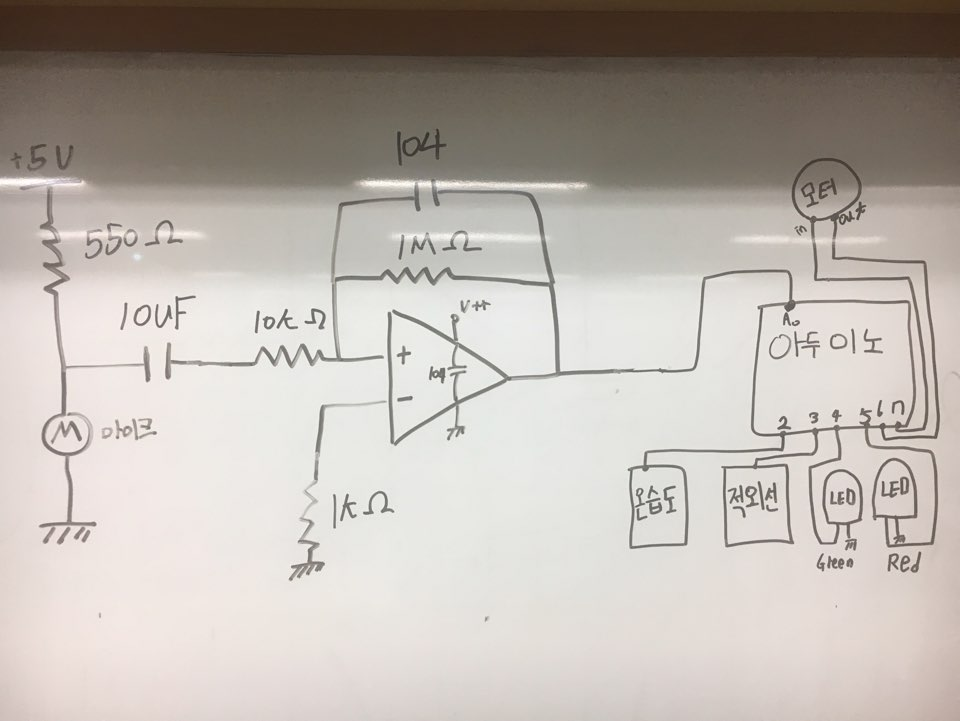 +5V
550Ω
10uF
마이크
10kΩ
104
1MΩ
V++
+
104
-
1kΩ
모터
in
out
A0
아두이노
2 3 4 5 6 7
온습도
적외선
LED
Green
LED
Red